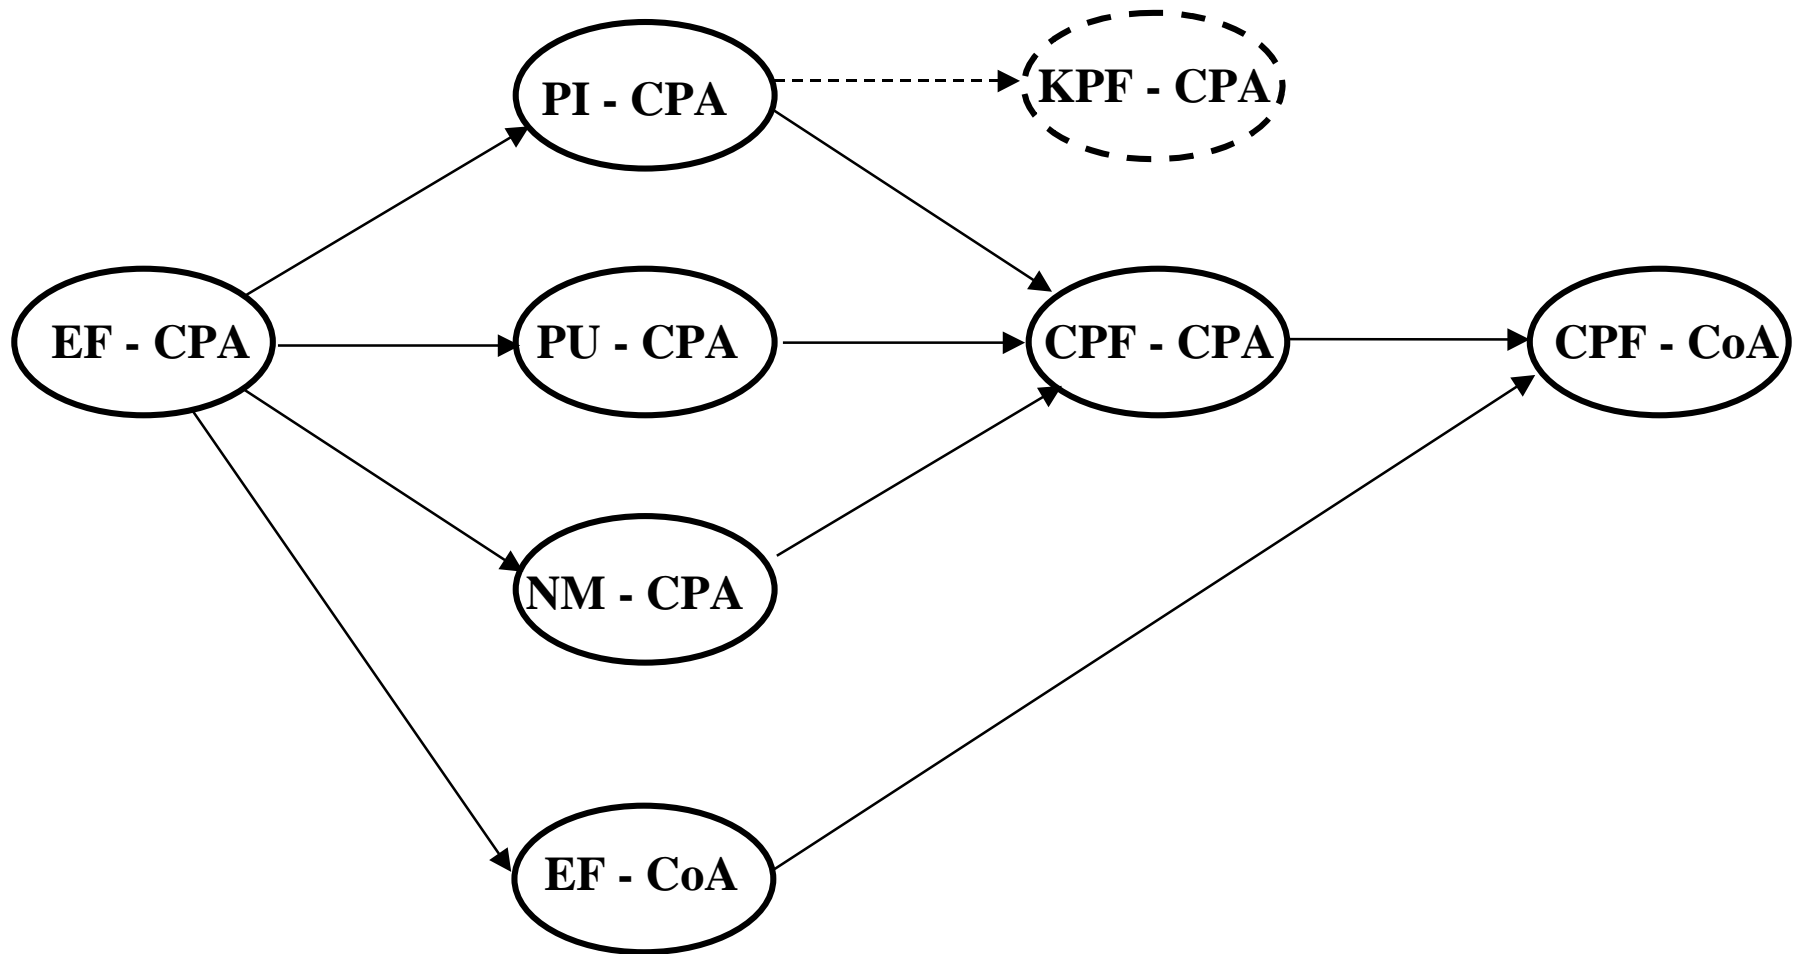 PI - CPA
KPF - CPA
EF - CPA
PU - CPA
CPF - CPA
CPF - CoA
NM - CPA
EF - CoA